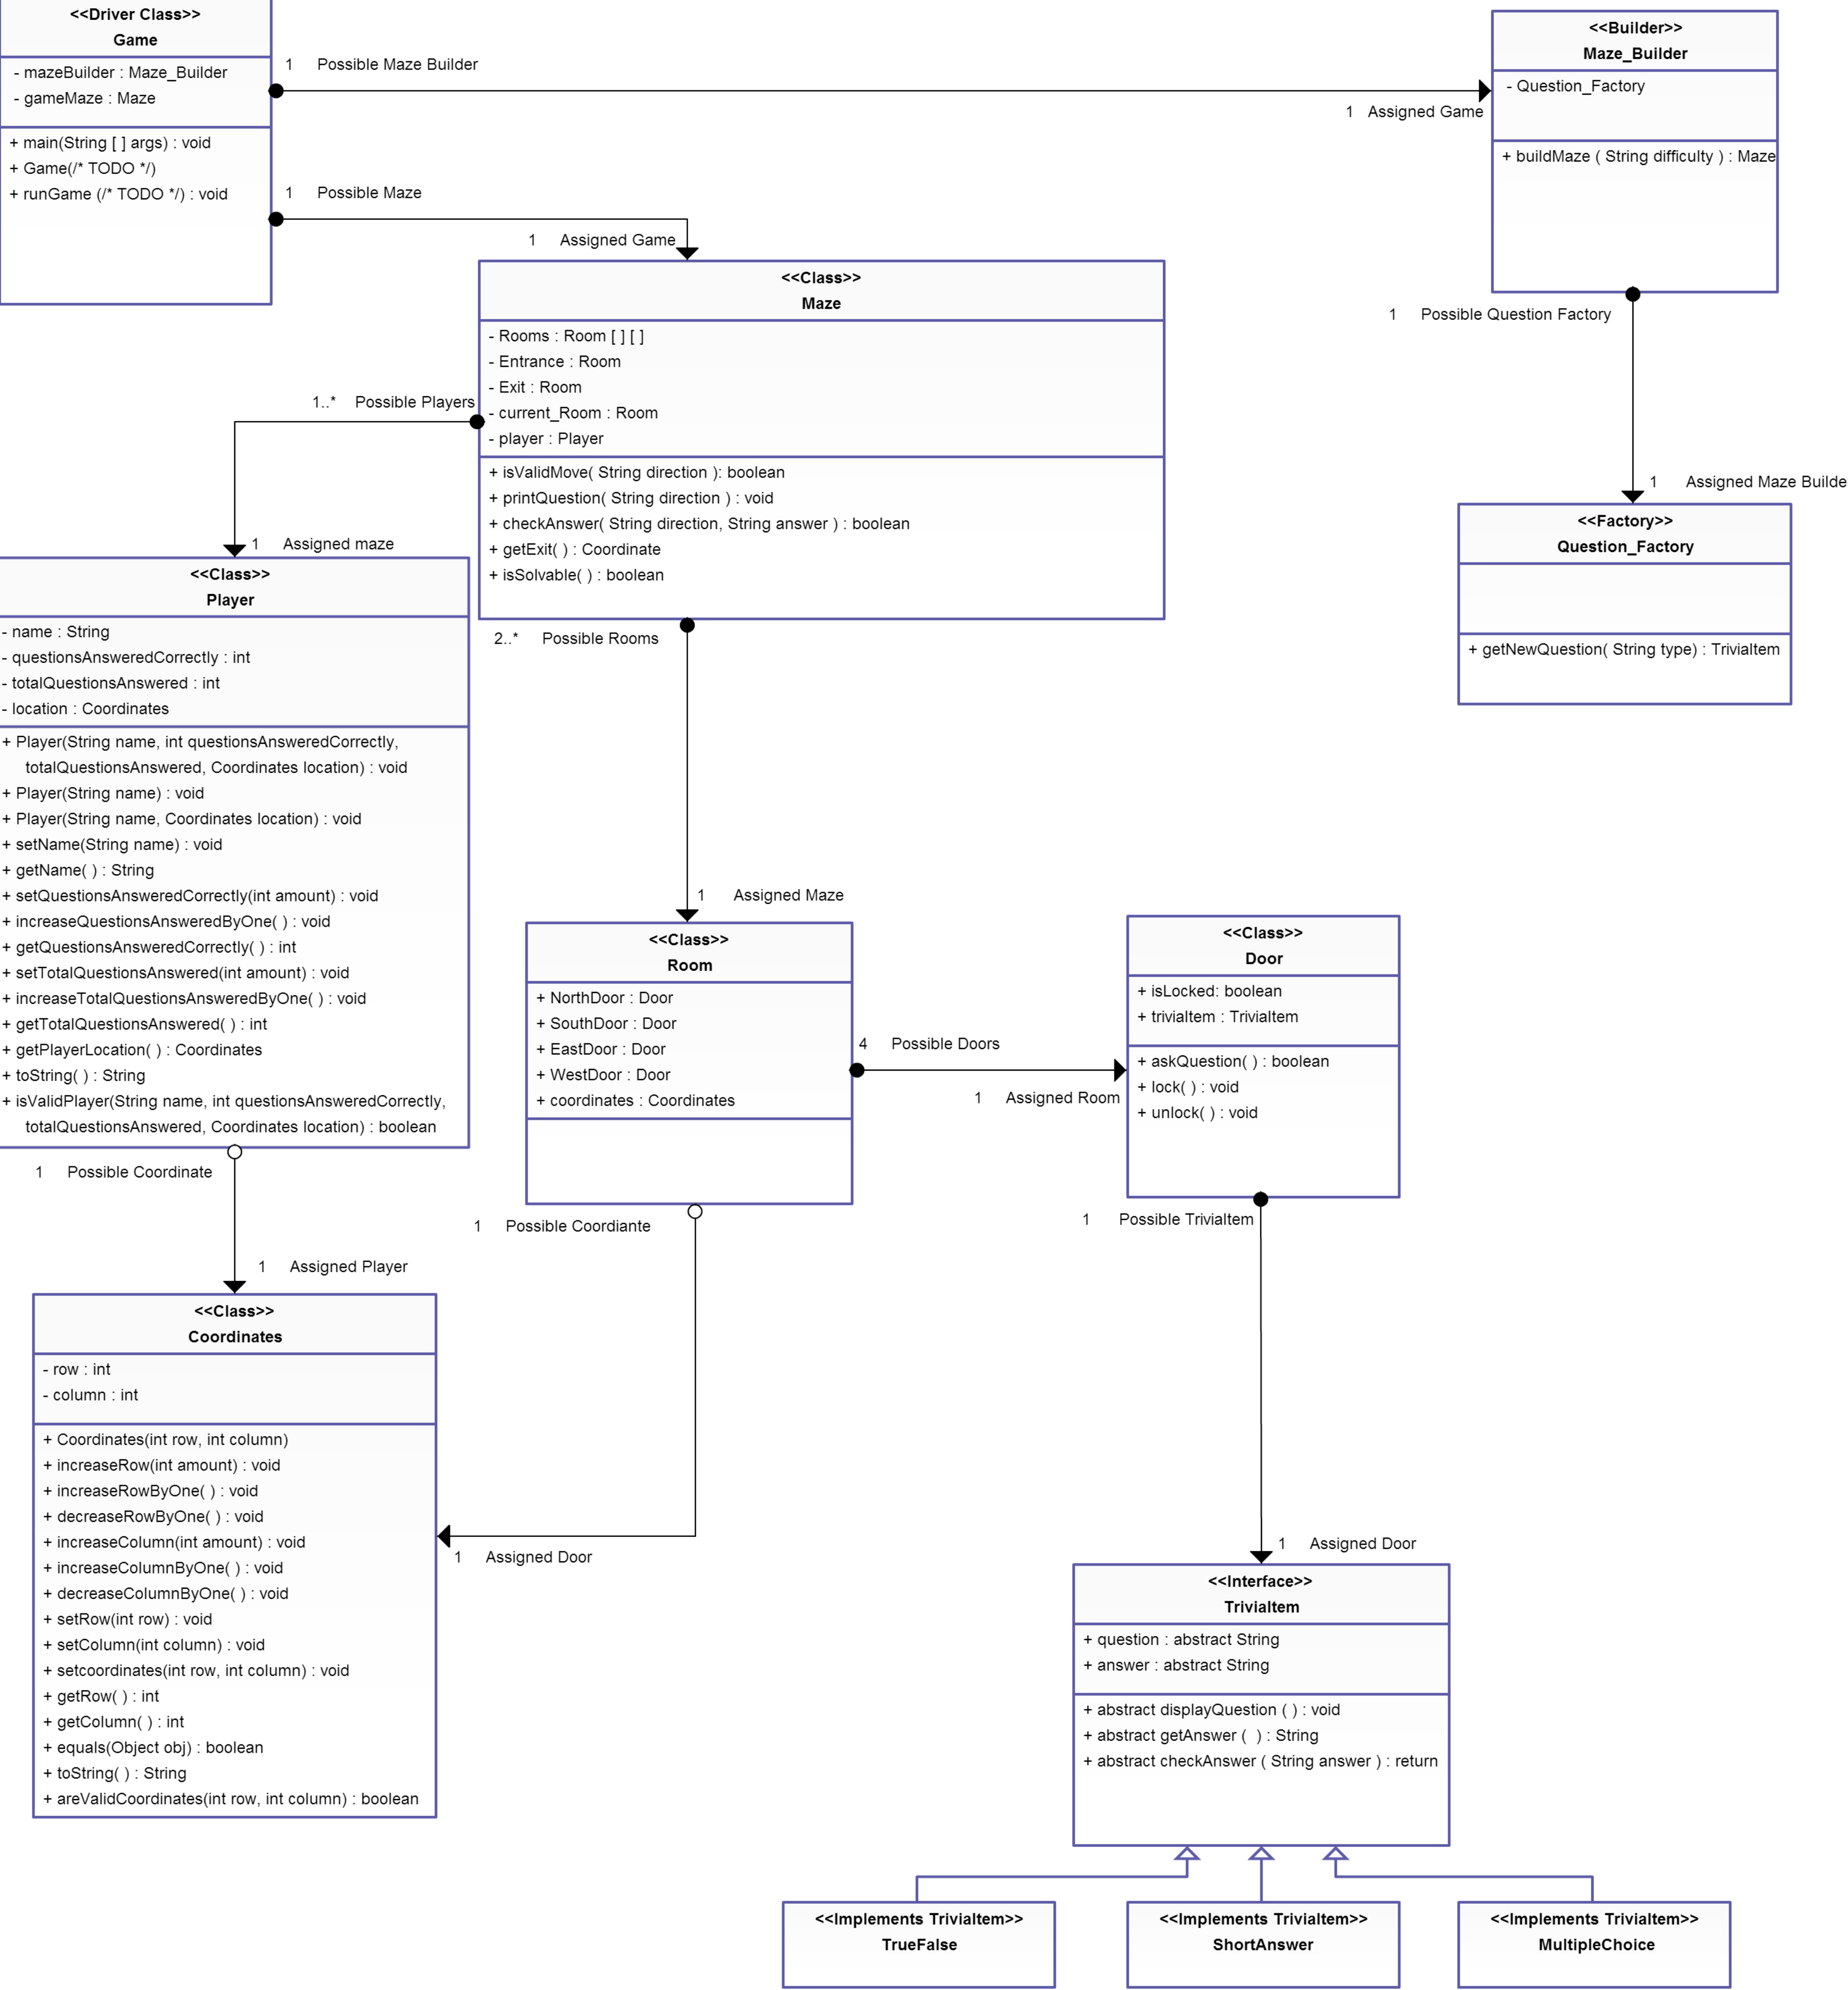 <<Driver Class>>
Game
- mazeBuilder : Maze_Builder
- gameMaze : Maze
+ main(String [ ] args) : void
+ Game(/* TODO */)
+ runGame (/* TODO */) : void
1 Possible Maze Builder
1 Assigned Game
<<Builder>>
Maze_Builder
- Question_Factory
+ buildMaze ( String difficulty ) : Maze
1 Possible Maze
1 Assigned Game
<<Class>>
Maze
- Rooms : Room [ ] [ ]
- Entrance : Room
- Exit : Room
- current_Room : Room
- player : Player
+ isValidMove( String direction ): boolean
+ printQuestion( String direction ) : void
+ checkAnswer( String direction, String answer ) : boolean
+ getExit( ) : Coordinate
+ isSolvable( ) : boolean
1 Possible Question Factory
1 Assigned Maze Builde
<<Factory>>
Question_Factory
+ getNewQuestion( String type) : TriviaItem
1..* Possible Players
1 Assigned maze
<<Class>>
Player
- name : String
- questionsAnsweredCorrectly : int
- totalQuestionsAnswered : int
- location : Coordinates
+ Player(String name, int questionsAnsweredCorrectly,
totalQuestionsAnswered, Coordinates location) : void
+ Player(String name) : void
+ Player(String name, Coordinates location) : void
+ setName(String name) : void
+ getName( ) : String
+ setQuestionsAnsweredCorrectly(int amount) : void
+ increaseQuestionsAnsweredByOne( ) : void
+ getQuestionsAnsweredCorrectly( ) : int
+ setTotalQuestionsAnswered(int amount) : void
+ increaseTotalQuestionsAnsweredByOne( ) : void
+ getTotalQuestionsAnswered( ) : int
+ getPlayerLocation( ) : Coordinates
+ toString( ) : String
+ isValidPlayer(String name, int questionsAnsweredCorrectly,
totalQuestionsAnswered, Coordinates location) : boolean
2..* Possible Rooms
1 Assigned Maze
<<Class>>
Room
+ NorthDoor : Door
+ SouthDoor : Door
+ EastDoor : Door
+ WestDoor : Door
+ coordinates : Coordinates
4 Possible Doors
1 Assigned Room
<<Class>>
Door
+ isLocked: boolean
+ triviaItem : TriviaItem
+ askQuestion( ) : boolean
+ lock( ) : void
+ unlock( ) : void
1 Possible Coordinate
1 Assigned Player
1 Possible Coordiante
1 Assigned Door
<<Class>>
Coordinates
- row : int
- column : int
+ Coordinates(int row, int column)
+ increaseRow(int amount) : void
+ increaseRowByOne( ) : void
+ decreaseRowByOne( ) : void
+ increaseColumn(int amount) : void
+ increaseColumnByOne( ) : void
+ decreaseColumnByOne( ) : void
+ setRow(int row) : void
+ setColumn(int column) : void
+ setcoordinates(int row, int column) : void
+ getRow( ) : int
+ getColumn( ) : int
+ equals(Object obj) : boolean
+ toString( ) : String
+ areValidCoordinates(int row, int column) : boolean
1 Possible TriviaItem
1 Assigned Door
<<Interface>>
TriviaItem
+ question : abstract String
+ answer : abstract String
+ abstract displayQuestion ( ) : void
+ abstract getAnswer ( ) : String
+ abstract checkAnswer ( String answer ) : return
<<Implements TriviaItem>>
TrueFalse
<<Implements TriviaItem>>
ShortAnswer
<<Implements TriviaItem>>
MultipleChoice